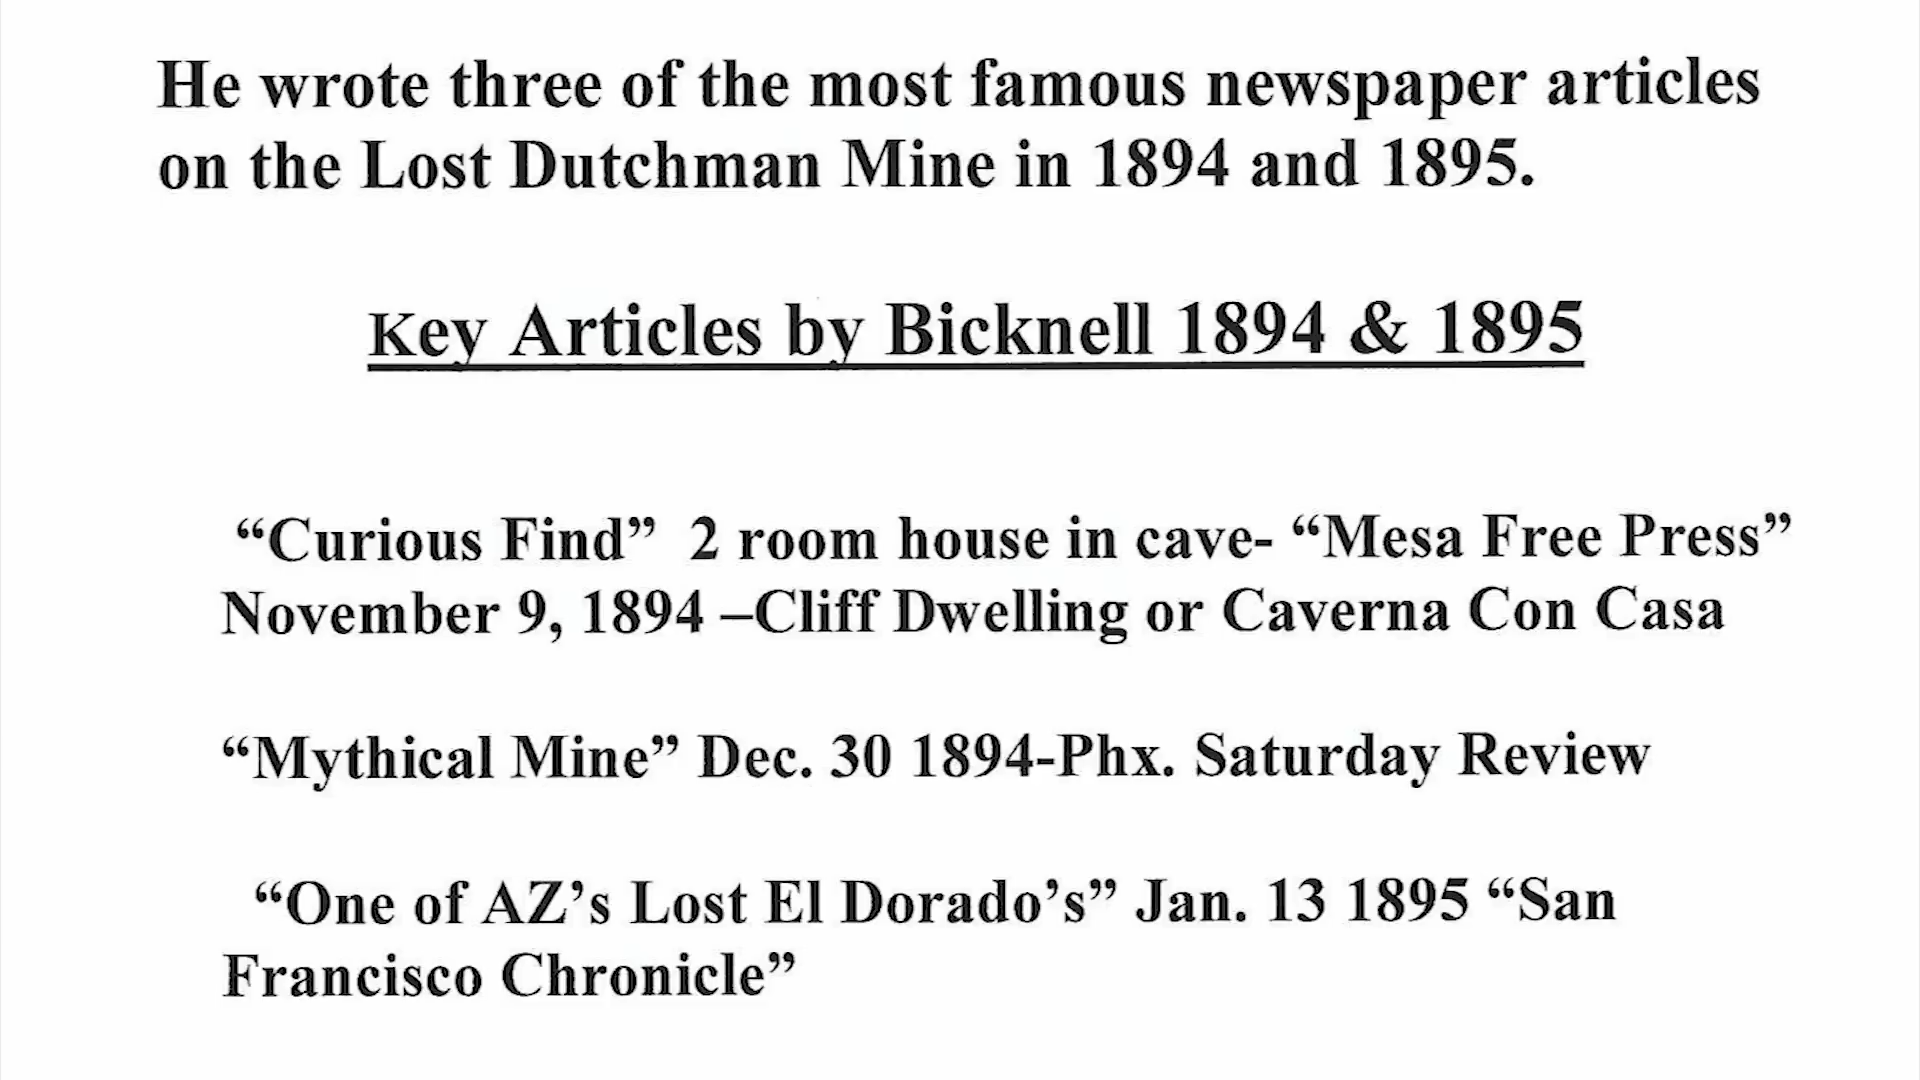 He wrote three of the most famous newspaper articles
on the Lost Dutchman Mine in 1894 and 1895.
Key Articles by Bicknell 1894 & 1895
“Curious Find” 2 room house in cave- “Mesa Free Press”
November 9, 1894 –Cliff Dwelling or Caverna Con Casa
“Mythical Mine” Dec. 30 1894-Phx. Saturday Review
“One of AZ’s Lost El Dorado’s” Jan. 13 1895 “San
Francisco Chronicle”